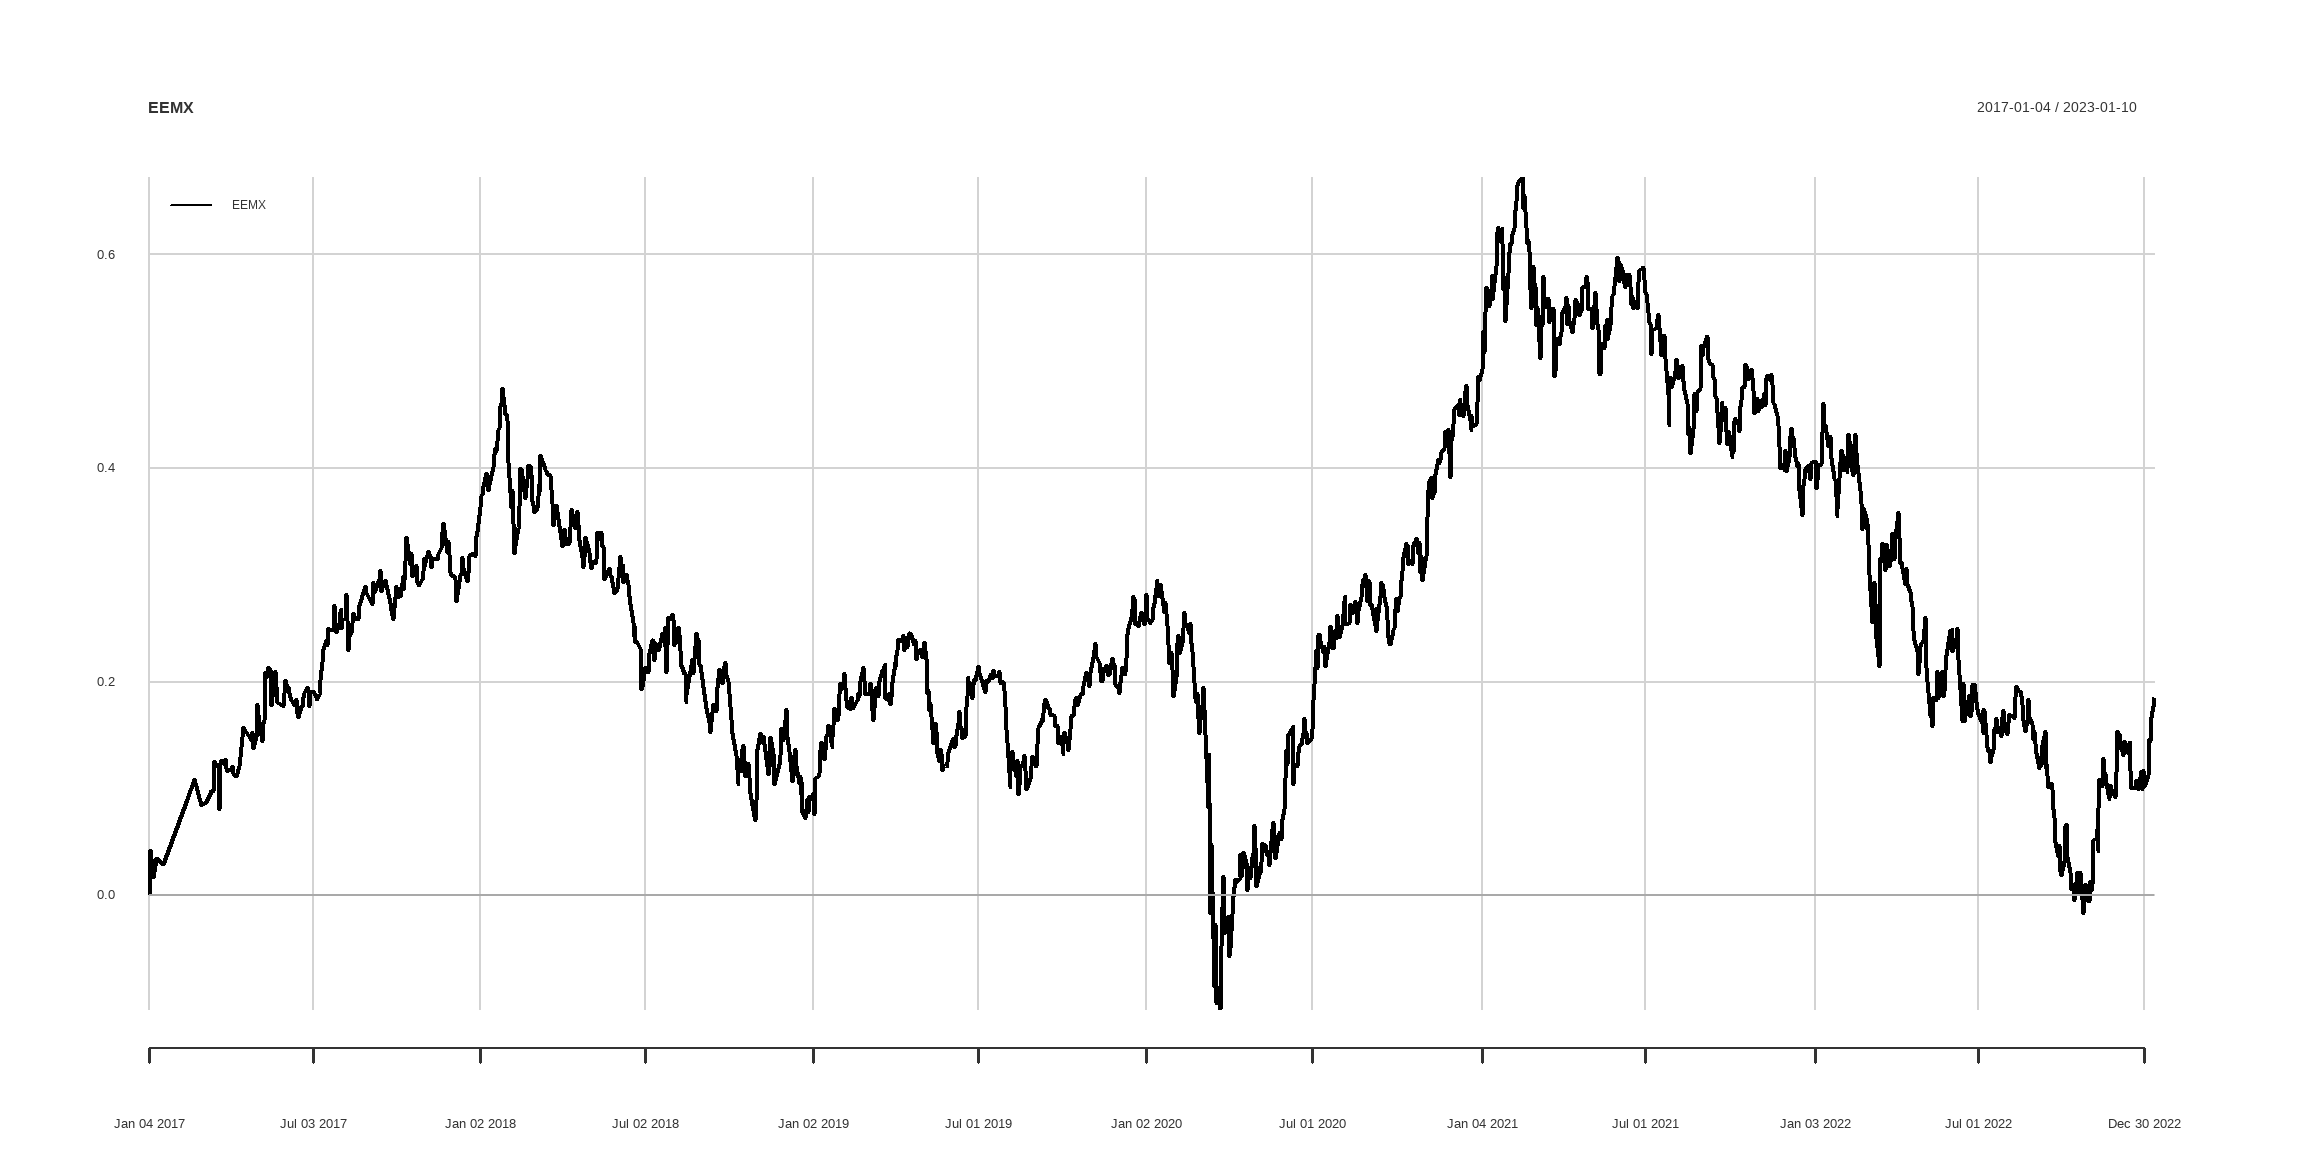 EEMX
2017-01-04 / 2023-01-10
EEMX
0.6
0.4
0.2
0.0
Jan 04 2017
Jul 03 2017
Jan 02 2018
Jul 02 2018
Jan 02 2019
Jul 01 2019
Jan 02 2020
Jul 01 2020
Jan 04 2021
Jul 01 2021
Jan 03 2022
Jul 01 2022
Dec 30 2022